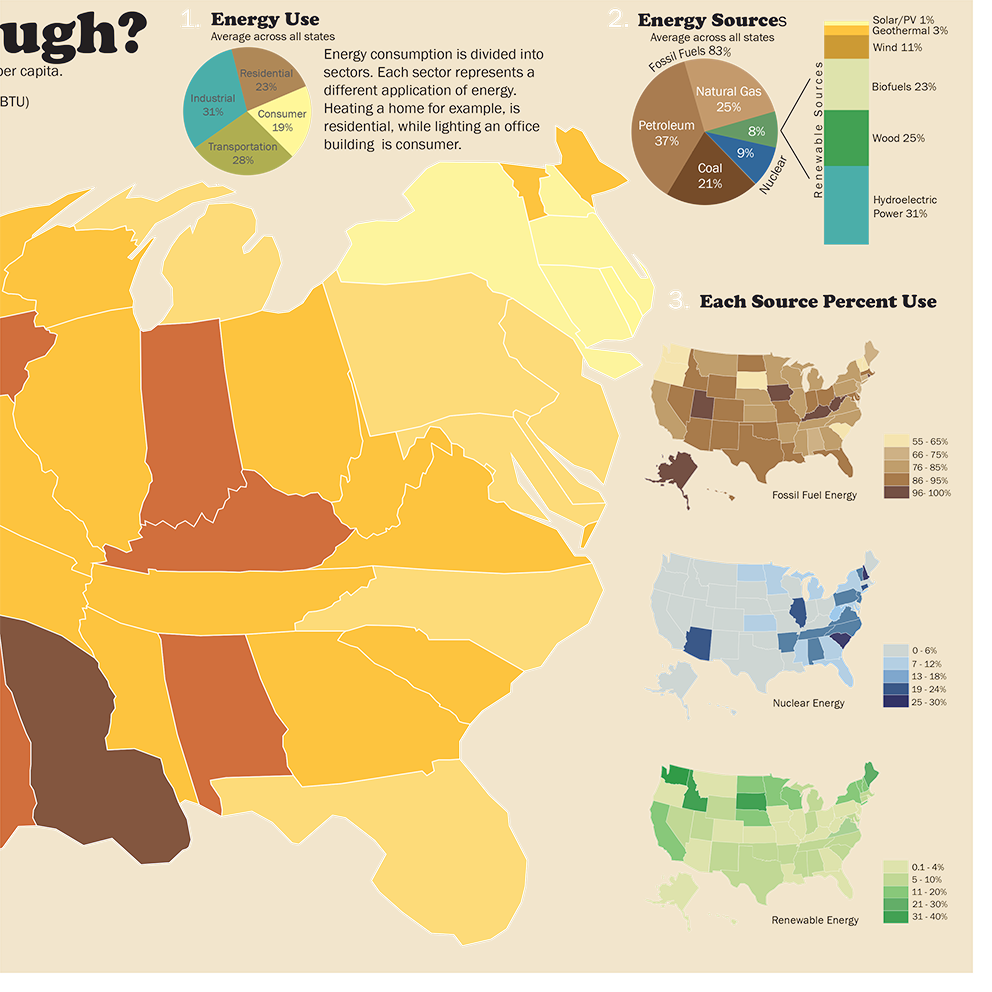 ugh?
per capita.
BTU)
1. Energy Use
Average across all states
Residential
23%
Industrial
31%
Consumer
19%
Transportation
28%
Energy consumption is divided into
sectors. Each sector represents a
different application of energy.
Heating a home for example, is
residential, while lighting an office
building is consumer.
2. Energy Sources
Average across all states
Fossil Fuels 83%
Natural Gas
25%
Petroleum
37%
8%
9%
Coal
21%
Nuclear
Renewable Sources
Solar/PV 1%
Geothermal 3%
Wind 11%
Biofuels 23%
Wood 25%
Hydroelectric
Power 31%
3. Each Source Percent Use
55 - 65%
66 - 75%
76 - 85%
86 - 95%
96- 100%
Fossil Fuel Energy
0 - 6%
7 - 12%
13 - 18%
19 - 24%
25 - 30%
Nuclear Energy
0.1 - 4%
5 - 10%
11 - 20%
21 - 30%
31 - 40%
Renewable Energy